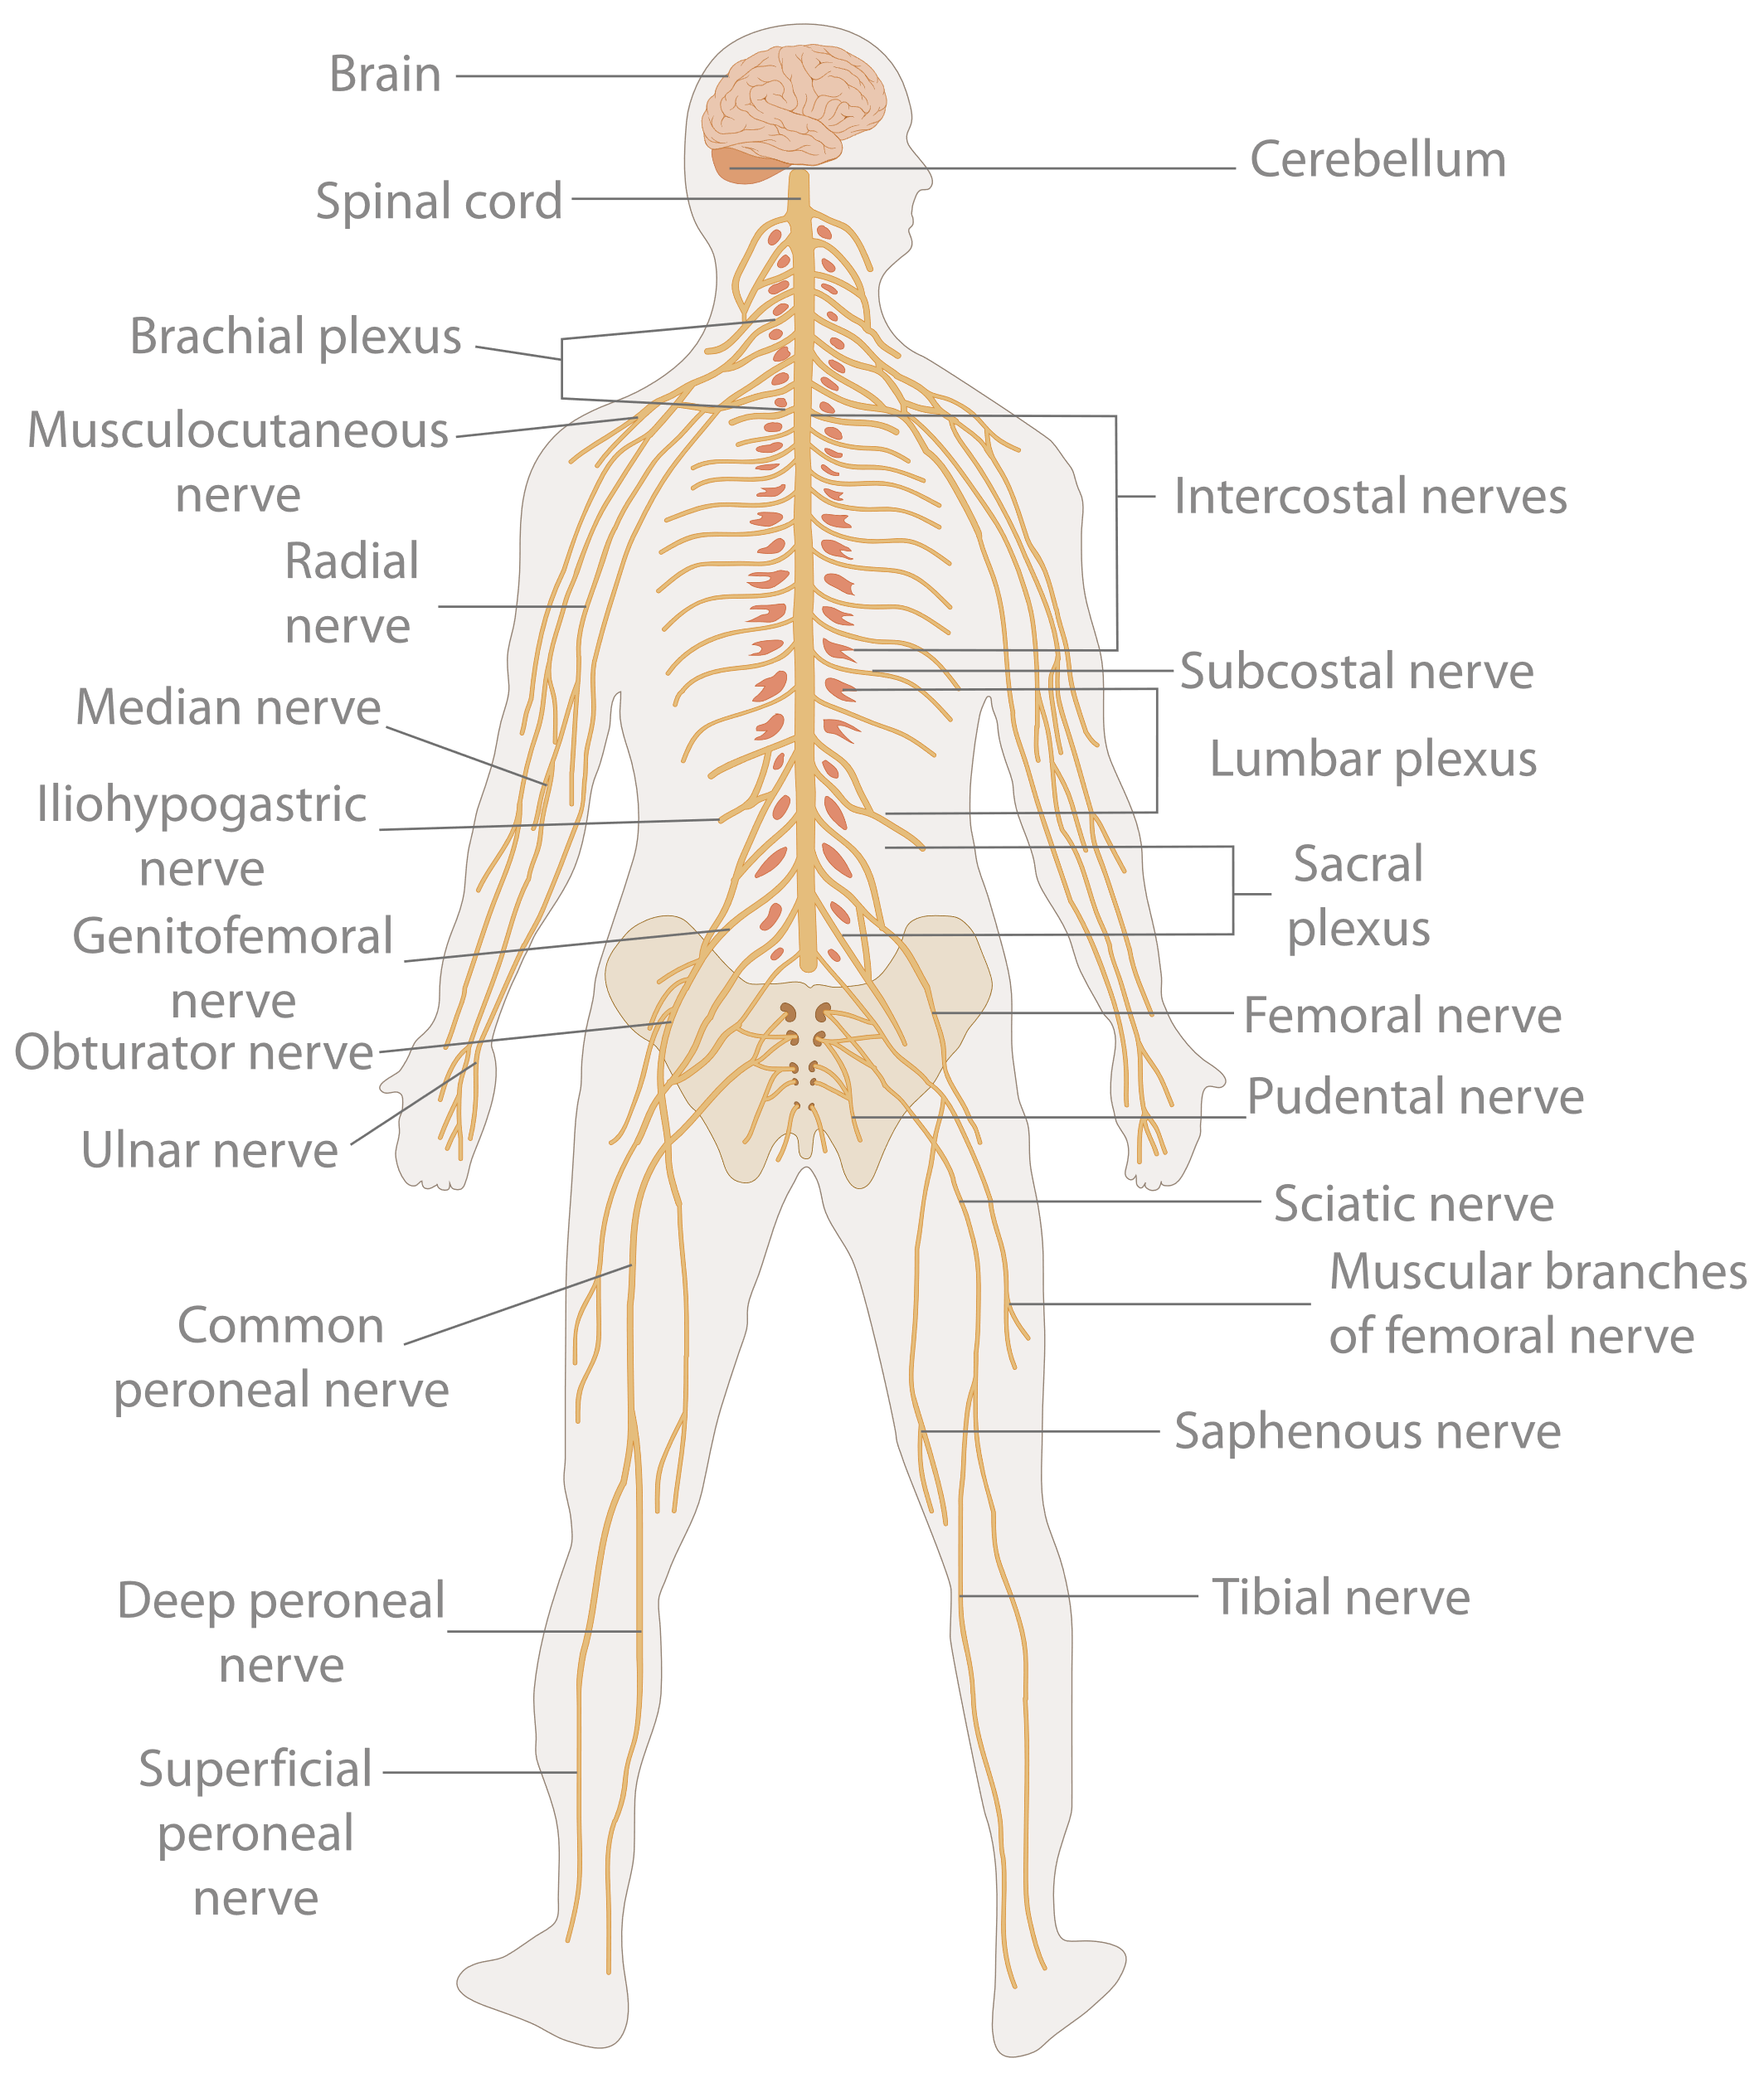 Brain
Cerebellum
Spinal cord
Brachial plexus
Musculocutaneous
nerve
Intercostal nerves
Radial
nerve
Subcostal nerve
Median nerve
Lumbar plexus
Iliohypogastric
nerve
Sacral
plexus
Genitofemoral
nerve
Femoral nerve
Obturator nerve
Pudental nerve
Ulnar nerve
Sciatic nerve
Muscular branches
of femoral nerve
Common
peroneal nerve
Saphenous nerve
Deep peroneal
nerve
Tibial nerve
Superficial
peroneal
nerve